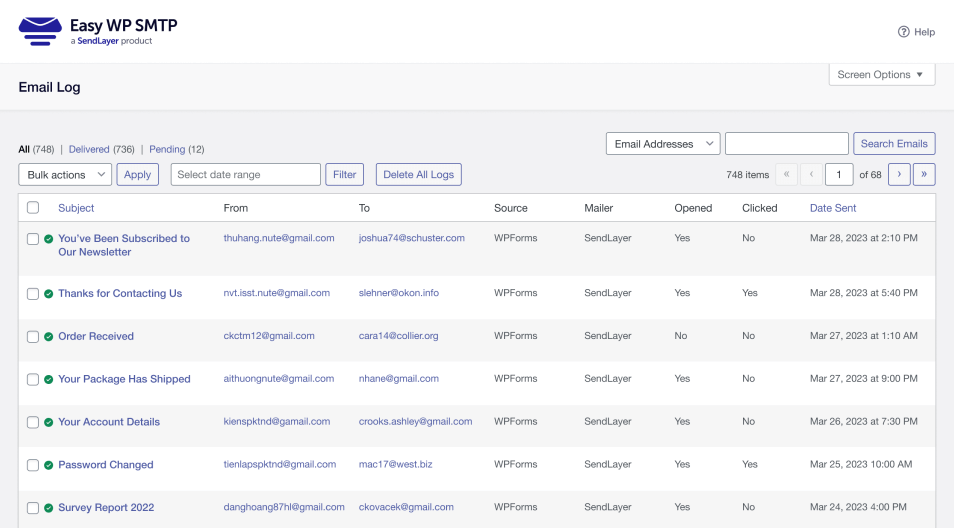 Easy WP SMTP
a SendLayer product
Help
Email Log
Screen Options ▼
All (748) | Delivered (736) | Pending (12)
Email Addresses
Search Emails
Bulk actions
Apply
Select date range
Filter
Delete All Logs
748 items « ‹ 1 of 68 › »
Subject From To Source Mailer Opened Clicked Date Sent
You've Been Subscribed to thuhang.nute@gmail.com joshua74@schuster.com WPForms SendLayer Yes No Mar 28, 2023 at 2:10 PM
Our Newsletter
Thanks for Contacting Us nvt.isst.nute@gmail.com slehner@okon.info WPForms SendLayer Yes Yes Mar 28, 2023 at 5:40 PM
Order Received ckctm12@gmail.com cara14@collier.org WPForms SendLayer No No Mar 27, 2023 at 1:10 AM
Your Package Has Shipped aithuongnute@gmail.com nhane@gmail.com WPForms SendLayer Yes No Mar 27, 2023 at 9:00 PM
Your Account Details kienspktnd@gamail.com crooks.ashley@gmail.com WPForms SendLayer Yes No Mar 26, 2023 at 7:30 PM
Password Changed tienlapspktnd@gmail.com mac17@west.biz WPForms SendLayer Yes Yes Mar 25, 2023 10:00 AM
Survey Report 2022 danghoang87hl@gmail.com ckovacek@gmail.com WPForms SendLayer Yes No Mar 24, 2023 4:00 PM